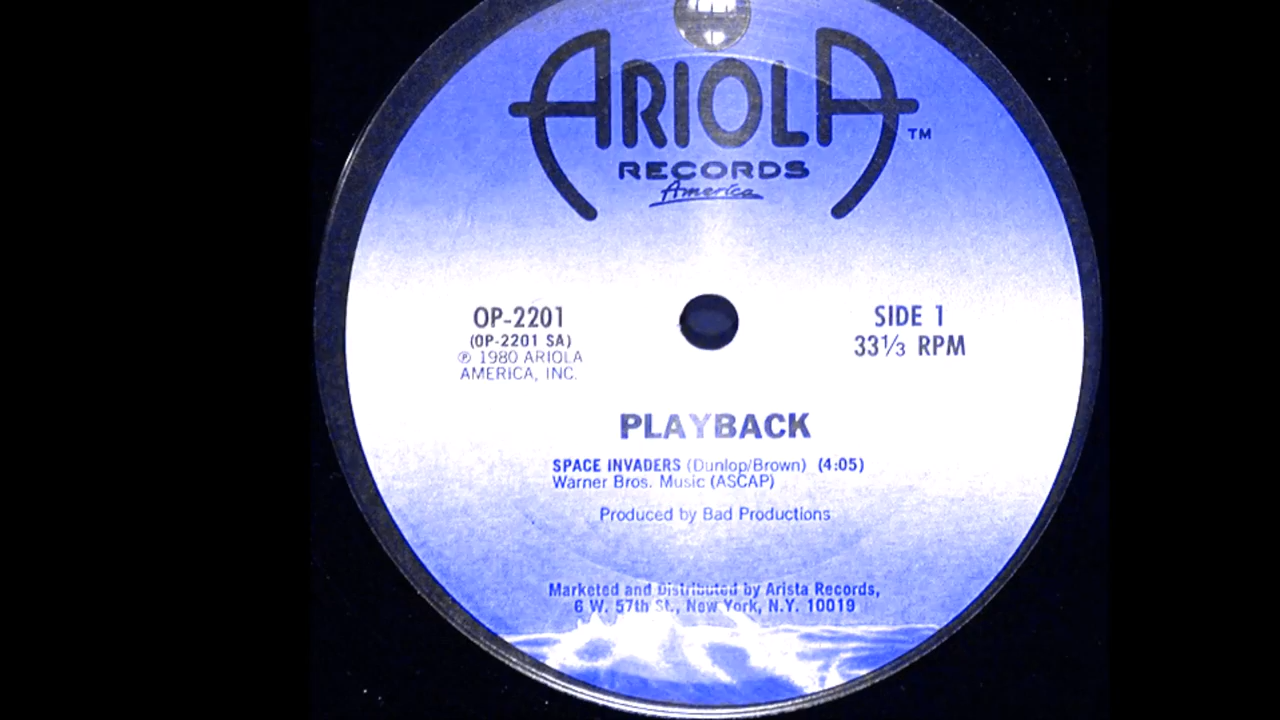 ARIOLA
TM
RECORDS
America
OP-2201
(OP-2201 SA)
℗ 1980 ARIOLA
AMERICA, INC.
SIDE 1
33⅓ RPM
PLAYBACK
SPACE INVADERS (Dunlop/Brown) (4:05)
Warner Bros. Music (ASCAP)
Produced by Bad Productions
Marketed and Distributed by Arista Records,
6 W. 57th St., New York, N.Y. 10019